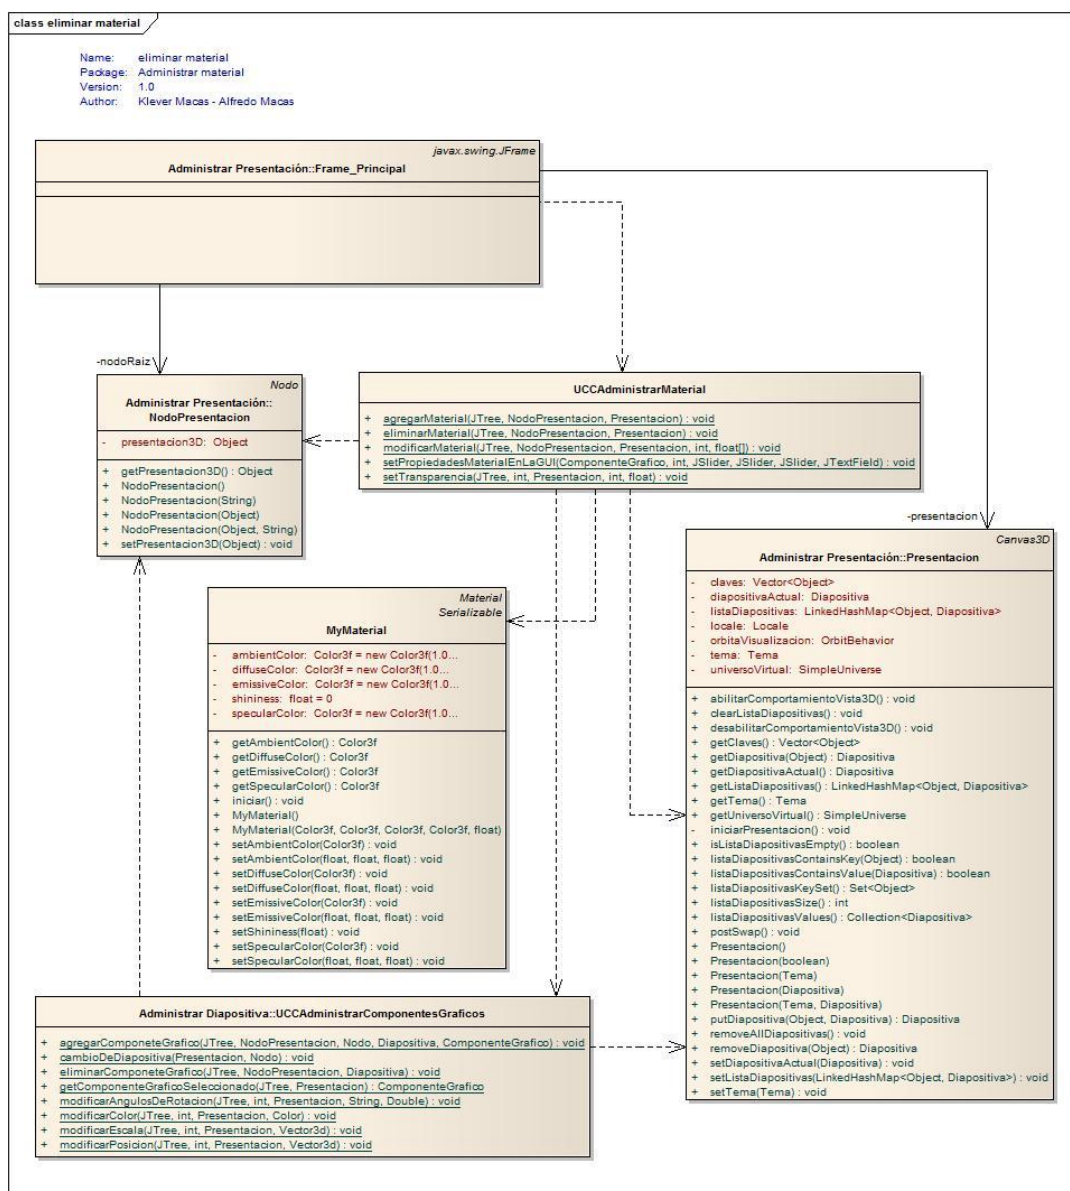 class eliminar material
Name: eliminar material
Package: Administrar material
Version: 1.0
Author: Klever Macas - Alfredo Macas
javax.swing.JFrame
Administrar Presentación::Frame_Principal
-nodoRaiz
Nodo
Administrar Presentación::
NodoPresentacion
- presentacion3D: Object
+ getPresentacion3D() : Object
+ NodoPresentacion()
+ NodoPresentacion(String)
+ NodoPresentacion(Object)
+ NodoPresentacion(Object, String)
+ setPresentacion3D(Object) : void
UCCAdministrarMaterial
+ agregarMaterial(JTree, NodoPresentacion, Presentacion) : void
+ eliminarMaterial(JTree, NodoPresentacion, Presentacion) : void
+ modificarMaterial(JTree, NodoPresentacion, Presentacion, int, float[]) : void
+ setPropiedadesMaterialEnLaGUI(ComponenteGrafico, int, JSlider, JSlider, JSlider, JTextField) : void
+ setTransparencia(JTree, int, Presentacion, int, float) : void
-presentacion
Canvas3D
Administrar Presentación::Presentacion
- claves: Vector<Object>
- diapositivaActual: Diapositiva
- listaDiapositivas: LinkedHashMap<Object, Diapositiva>
- locale: Locale
- orbitaVisualizacion: OrbitBehavior
- tema: Tema
- universoVirtual: SimpleUniverse
+ abilitarComportamientoVista3D() : void
+ clearListaDiapositivas() : void
+ desabilitarComportamientoVista3D() : void
+ getClaves() : Vector<Object>
+ getDiapositiva(Object) : Diapositiva
+ getDiapositivaActual() : Diapositiva
+ getListaDiapositivas() : LinkedHashMap<Object, Diapositiva>
+ getTema() : Tema
+ getUniversoVirtual() : SimpleUniverse
- iniciarPresentacion() : void
+ isListaDiapositivasEmpty() : boolean
+ listaDiapositivasContainsKey(Object) : boolean
+ listaDiapositivasContainsValue(Diapositiva) : boolean
+ listaDiapositivasKeySet() : Set<Object>
+ listaDiapositivasSize() : int
+ listaDiapositivasValues() : Collection<Diapositiva>
+ postSwap() : void
+ Presentacion()
+ Presentacion(boolean)
+ Presentacion(Tema)
+ Presentacion(Diapositiva)
+ Presentacion(Tema, Diapositiva)
+ putDiapositiva(Object, Diapositiva) : Diapositiva
+ removeAllDiapositivas() : void
+ removeDiapositiva(Object) : Diapositiva
+ setDiapositivaActual(Diapositiva) : void
+ setListaDiapositivas(LinkedHashMap<Object, Diapositiva>) : void
+ setTema(Tema) : void
Material
Serializable
MyMaterial
- ambientColor: Color3f = new Color3f(1.0...
- diffuseColor: Color3f = new Color3f(1.0...
- emissiveColor: Color3f = new Color3f(1.0...
- shininess: float = 0
- specularColor: Color3f = new Color3f(1.0...
+ getAmbientColor() : Color3f
+ getDiffuseColor() : Color3f
+ getEmissiveColor() : Color3f
+ getSpecularColor() : Color3f
+ iniciar() : void
+ MyMaterial()
+ MyMaterial(Color3f, Color3f, Color3f, Color3f, float)
+ setAmbientColor(Color3f) : void
+ setAmbientColor(float, float, float) : void
+ setDiffuseColor(Color3f) : void
+ setDiffuseColor(float, float, float) : void
+ setEmissiveColor(Color3f) : void
+ setEmissiveColor(float, float, float) : void
+ setShininess(float) : void
+ setSpecularColor(Color3f) : void
+ setSpecularColor(float, float, float) : void
Administrar Diapositiva::UCCAdministrarComponentesGraficos
+ agregarComponeteGrafico(JTree, NodoPresentacion, Nodo, Diapositiva, ComponenteGrafico) : void
+ cambioDeDiapositiva(Presentacion, Nodo) : void
+ eliminarComponeteGrafico(JTree, NodoPresentacion, Diapositiva) : void
+ getComponenteGraficoSeleccionado(JTree, Presentacion) : ComponenteGrafico
+ modificarAngulosDeRotacion(JTree, int, Presentacion, String, Double) : void
+ modificarColor(JTree, int, Presentacion, Color) : void
+ modificarEscala(JTree, int, Presentacion, Vector3d) : void
+ modificarPosicion(JTree, int, Presentacion, Vector3d) : void